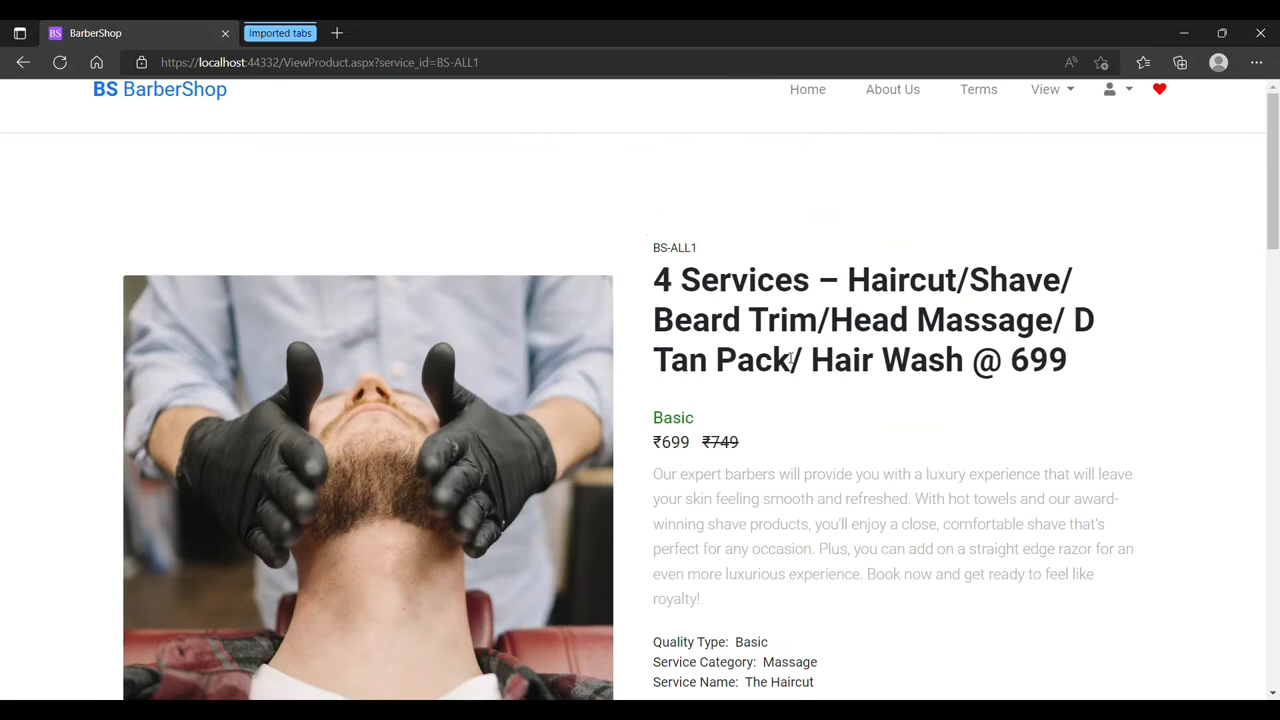 BS BarberShop
Imported tabs
https://localhost:44332/ViewProduct.aspx?service_id=BS-ALL1
BS BarberShop
Home About Us Terms View
BS-ALL1
4 Services – Haircut/Shave/
Beard Trim/Head Massage/ D
Tan Pack/ Hair Wash @ 699
Basic
₹699 ₹749
Our expert barbers will provide you with a luxury experience that will leave
your skin feeling smooth and refreshed. With hot towels and our award-
winning shave products, you'll enjoy a close, comfortable shave that's
perfect for any occasion. Plus, you can add on a straight edge razor for an
even more luxurious experience. Book now and get ready to feel like
royalty!
Quality Type: Basic
Service Category: Massage
Service Name: The Haircut